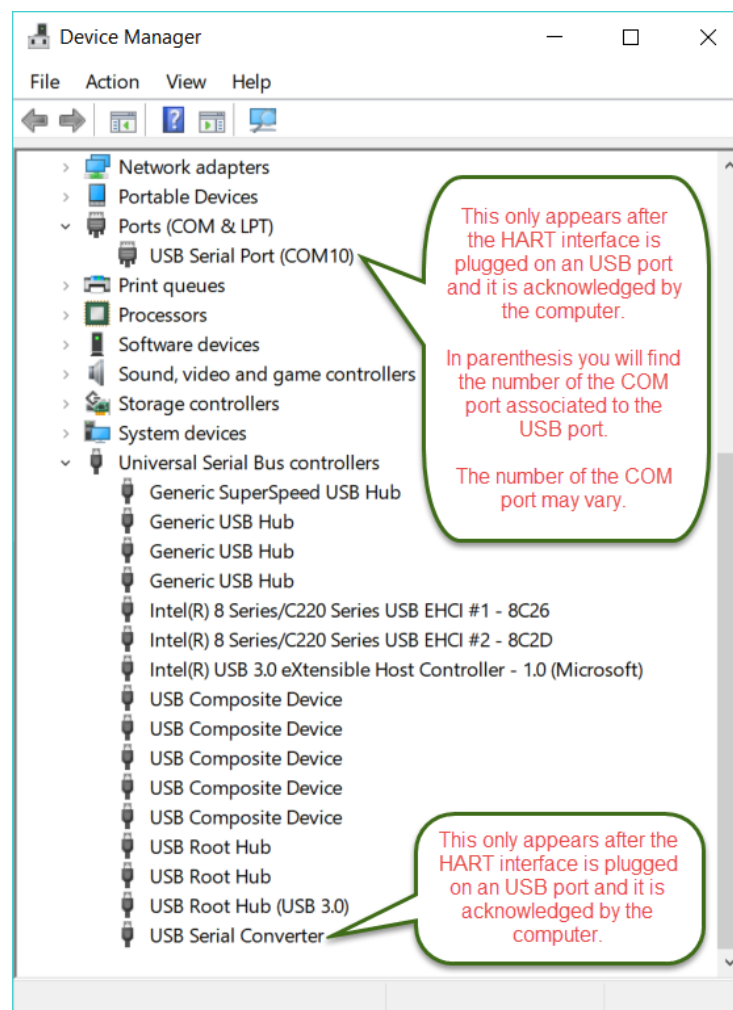 Device Manager
File Action View Help
Network adapters
Portable Devices
Ports (COM & LPT)
USB Serial Port (COM10)
Print queues
Processors
Software devices
Sound, video and game controllers
Storage controllers
System devices
Universal Serial Bus controllers
Generic SuperSpeed USB Hub
Generic USB Hub
Generic USB Hub
Generic USB Hub
Intel(R) 8 Series/C220 Series USB EHCI #1 - 8C26
Intel(R) 8 Series/C220 Series USB EHCI #2 - 8C2D
Intel(R) USB 3.0 eXtensible Host Controller - 1.0 (Microsoft)
USB Composite Device
USB Composite Device
USB Composite Device
USB Composite Device
USB Composite Device
USB Root Hub
USB Root Hub
USB Root Hub (USB 3.0)
USB Serial Converter
This only appears after
the HART interface is
plugged on an USB port
and it is acknowledged by
the computer.
In parenthesis you will find
the number of the COM
port associated to the
USB port.
The number of the COM
port may vary.
This only appears after the
HART interface is plugged
on an USB port and it is
acknowledged by the
computer.